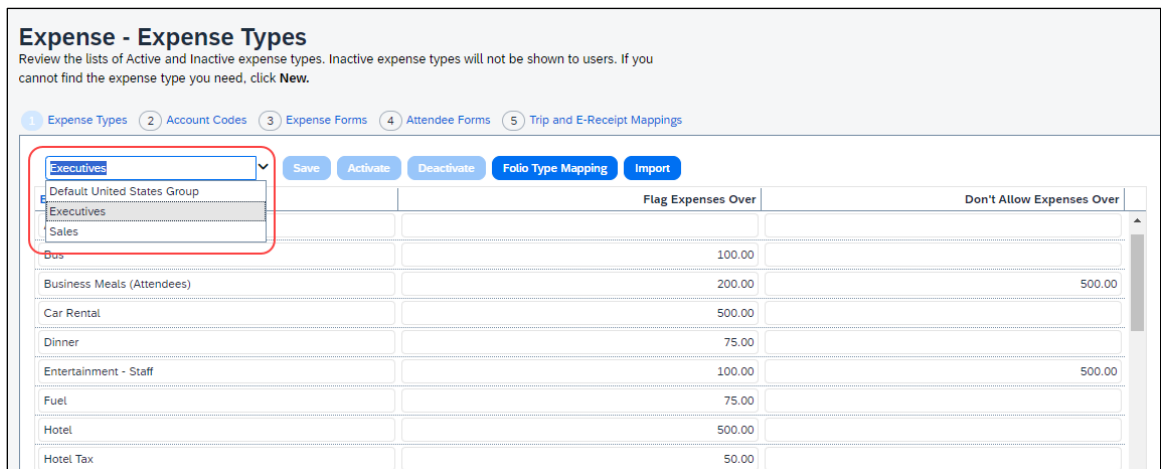 Expense - Expense Types
Review the lists of Active and Inactive expense types. Inactive expense types will not be shown to users. If you
cannot find the expense type you need, click New.
1 Expense Types 2 Account Codes 3 Expense Forms 4 Attendee Forms 5 Trip and E-Receipt Mappings
Executives Save Activate Deactivate Folio Type Mapping Import
Default United States Group
Executives
Sales
Flag Expenses Over Don't Allow Expenses Over
Bus 100.00
Business Meals (Attendees) 200.00 500.00
Car Rental 500.00
Dinner 75.00
Entertainment - Staff 100.00 500.00
Fuel 75.00
Hotel 500.00
Hotel Tax 50.00